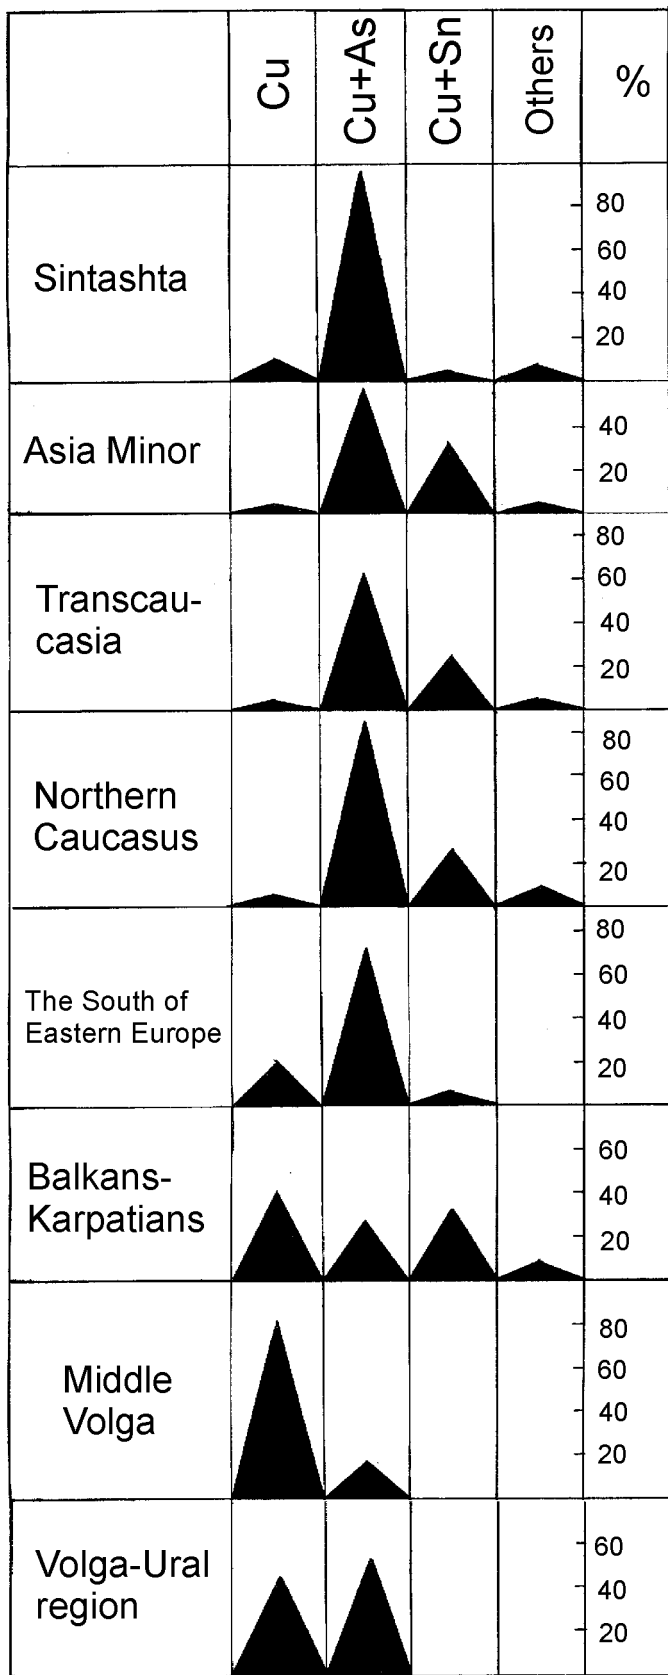 Cu Cu+As Cu+Sn Others %
Sintashta
80
60
40
20
Asia Minor
40
20
Transcau-
casia
80
60
40
20
Northern
Caucasus
80
60
40
20
The South of
Eastern Europe
80
60
40
20
Balkans-
Karpatians
60
40
20
Middle
Volga
80
60
40
20
Volga-Ural
region
60
40
20